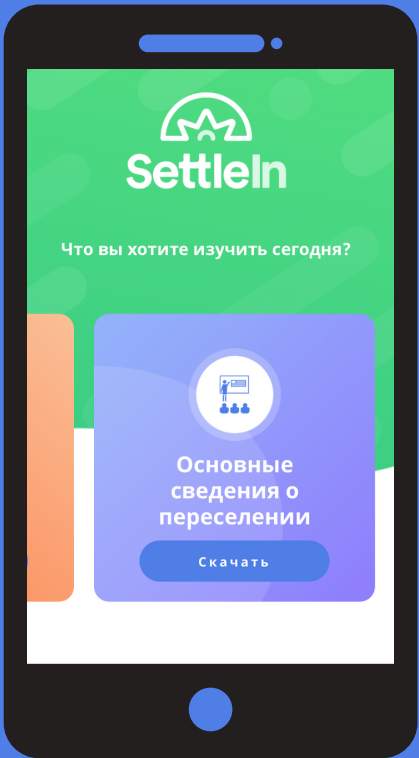 SettleIn
Что вы хотите изучить сегодня?
Основные
сведения о
переселении
Скачать